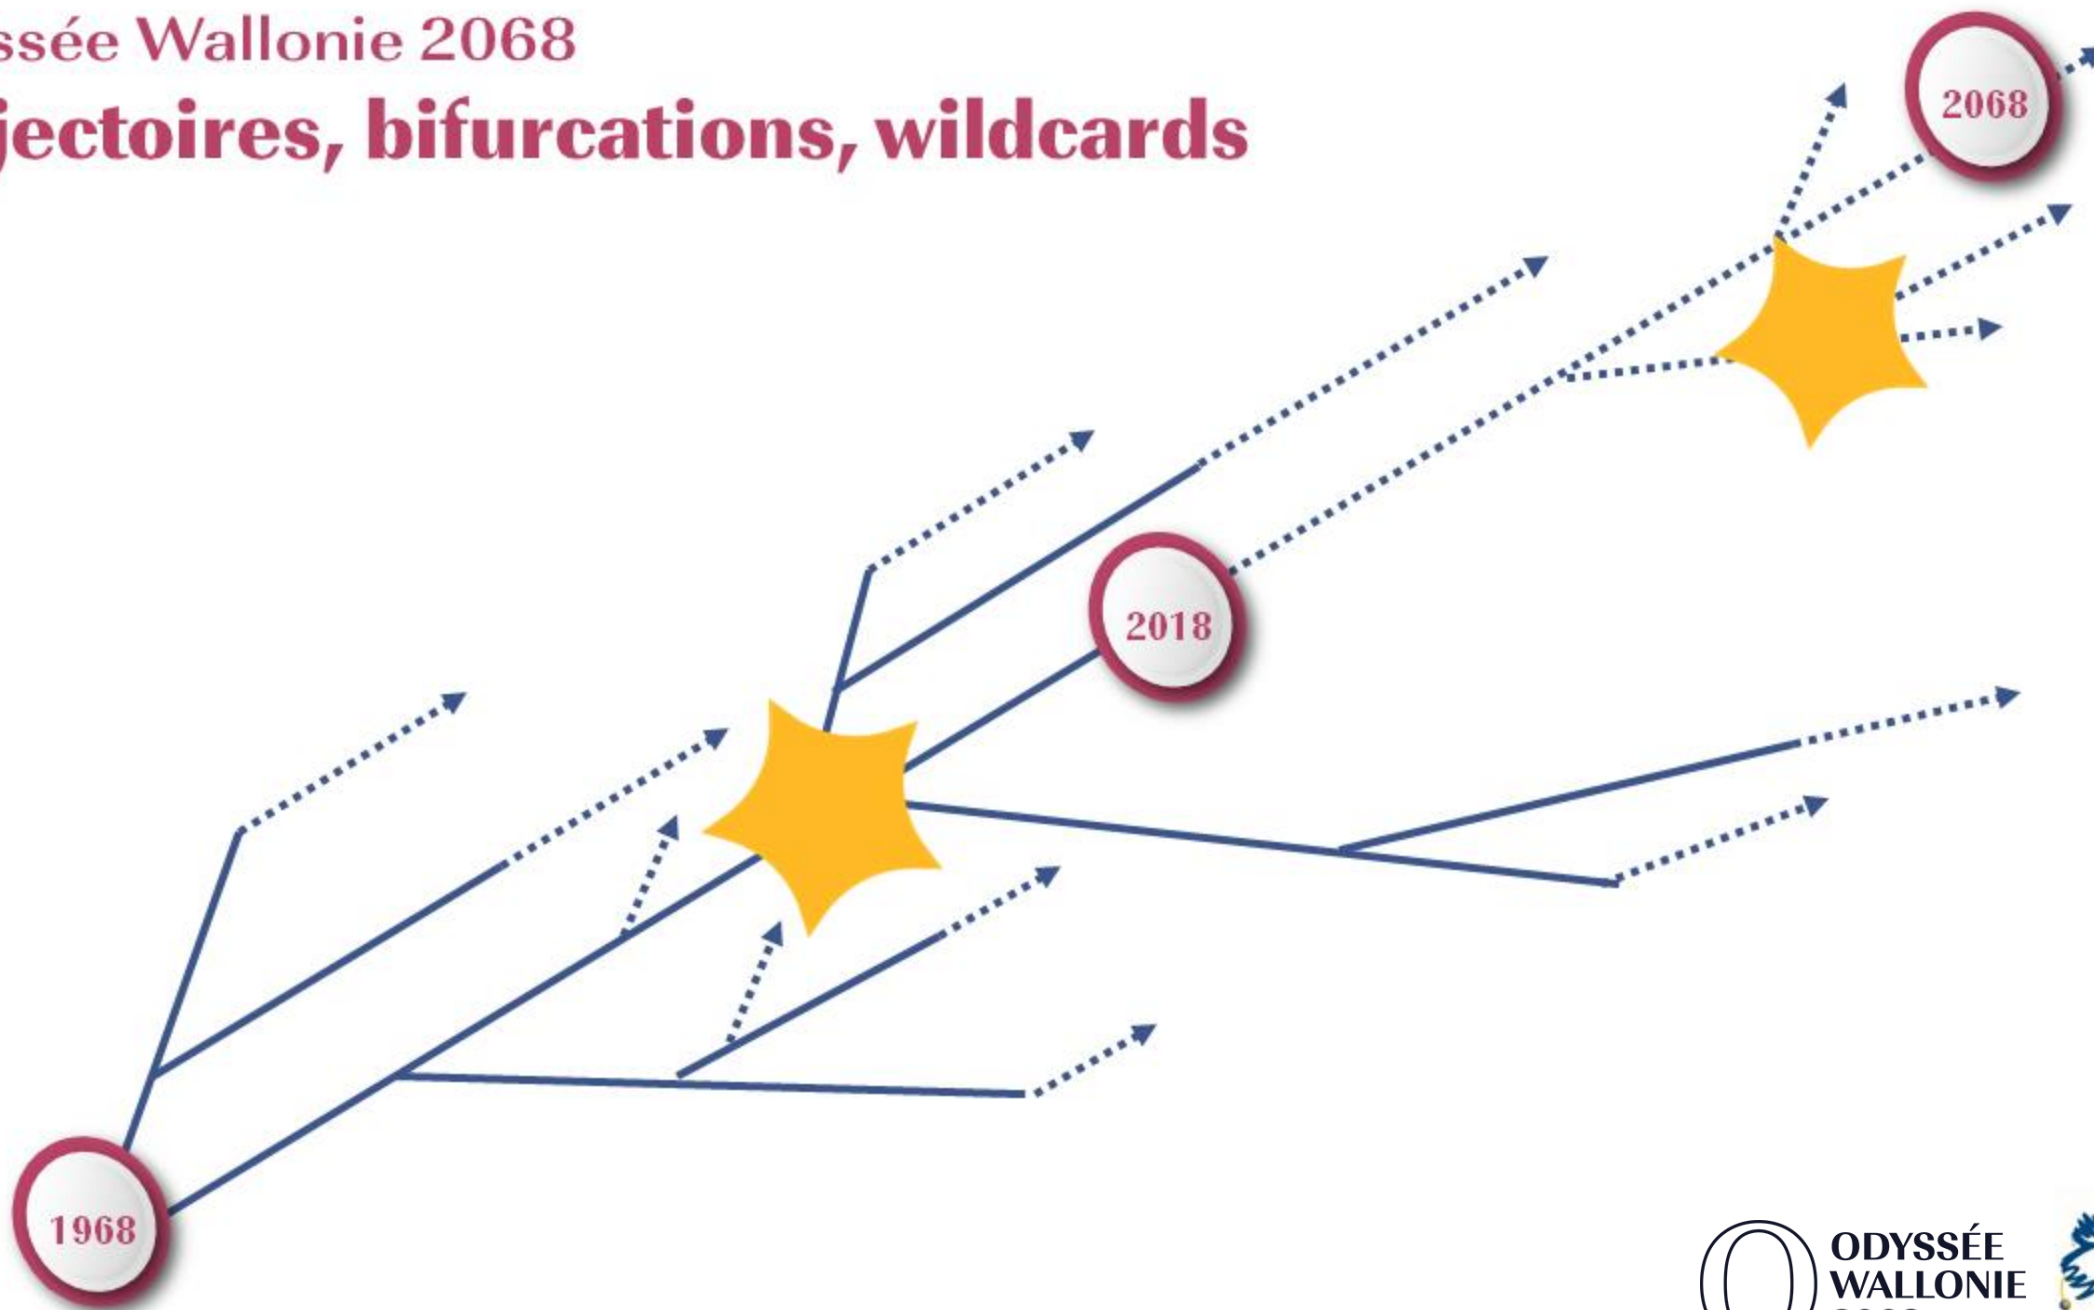 ssée Wallonie 2068
jectoires, bifurcations, wildcards
2068
2018
1968
ODYSSÉE
WALLONIE